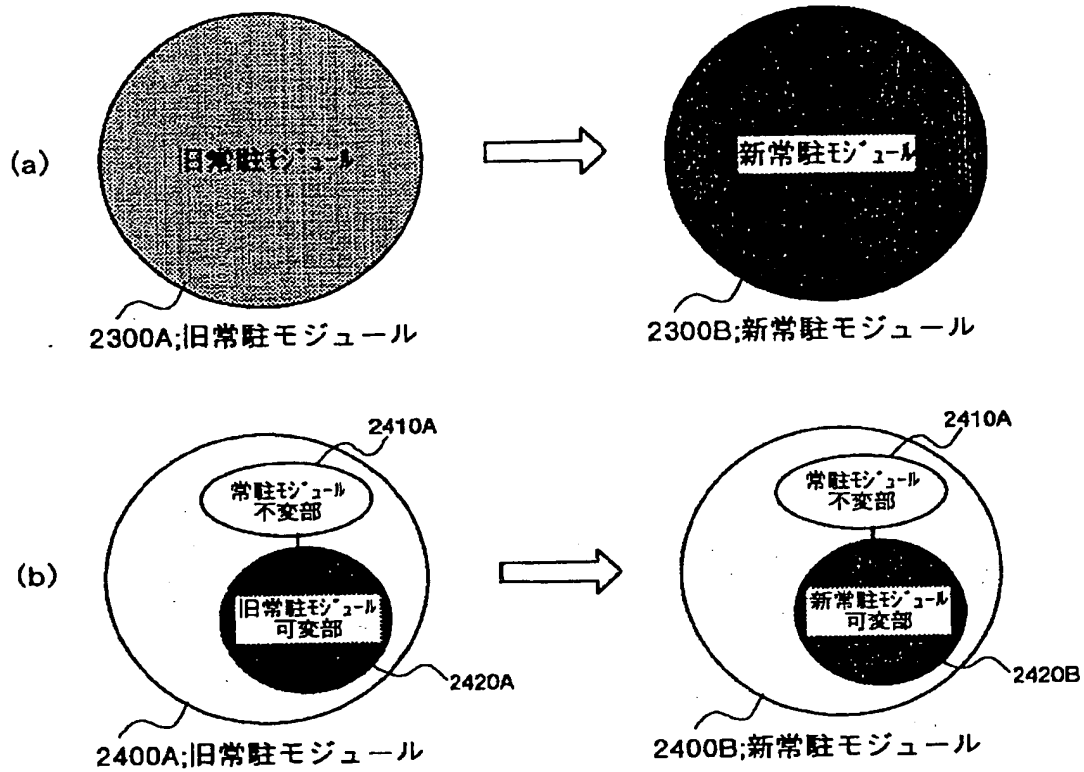 (a)
旧常駐モジュール
新常駐モジュール
2300A;旧常駐モジュール
2300B;新常駐モジュール
(b)
2410A
常駐モジュール
不変部
旧常駐モジュール
可変部
2420A
2400A;旧常駐モジュール
2410A
常駐モジュール
不変部
新常駐モジュール
可変部
2420B
2400B;新常駐モジュール